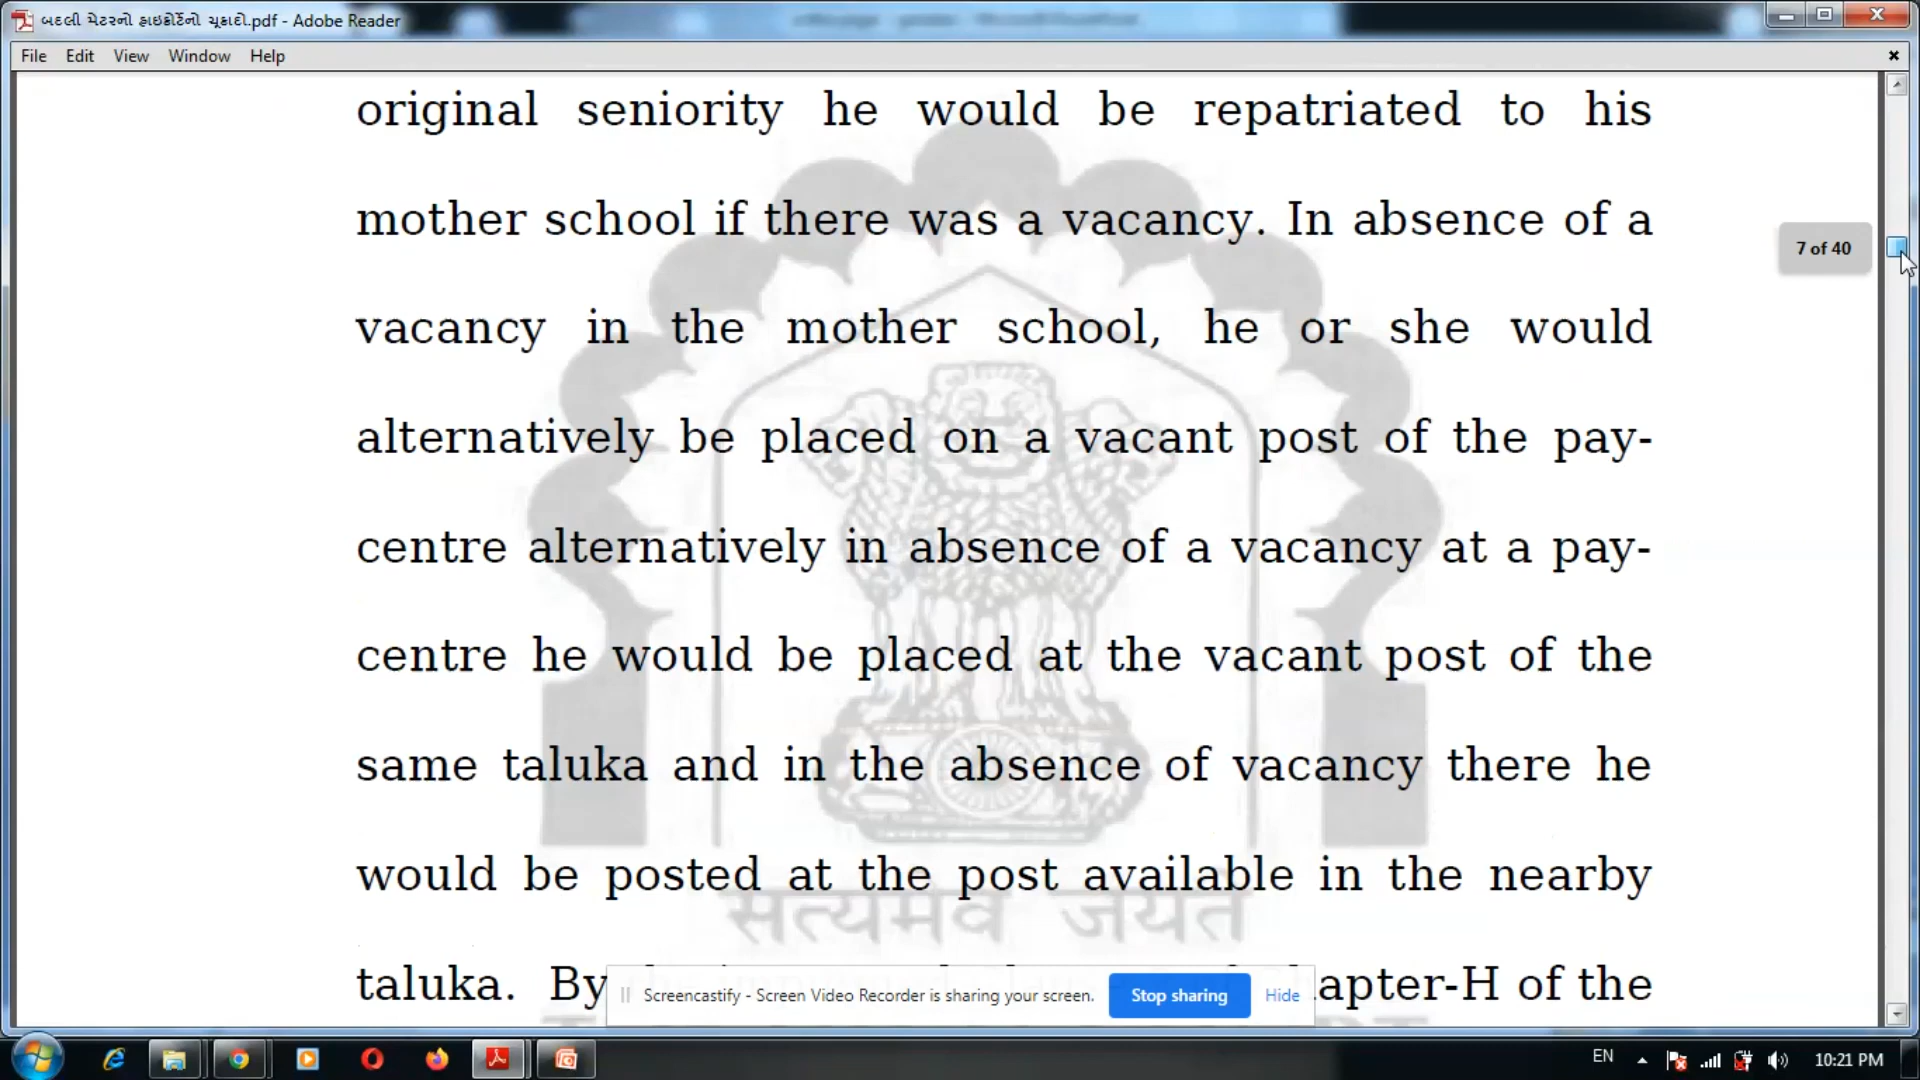 બદલી મેટરનો હાઇકોર્ટનો ચૂકાદો.pdf - Adobe Reader
File Edit View Window Help
original seniority he would be repatriated to his
mother school if there was a vacancy. In absence of a
7 of 40
vacancy in the mother school, he or she would
alternatively be placed on a vacant post of the pay-
centre alternatively in absence of a vacancy at a pay-
centre he would be placed at the vacant post of the
same taluka and in the absence of vacancy there he
would be posted at the post available in the nearby
सत्यमेव जयते
taluka. By hapter-H of the
Screencastify - Screen Video Recorder is sharing your screen. Stop sharing Hide
EN 10:21 PM